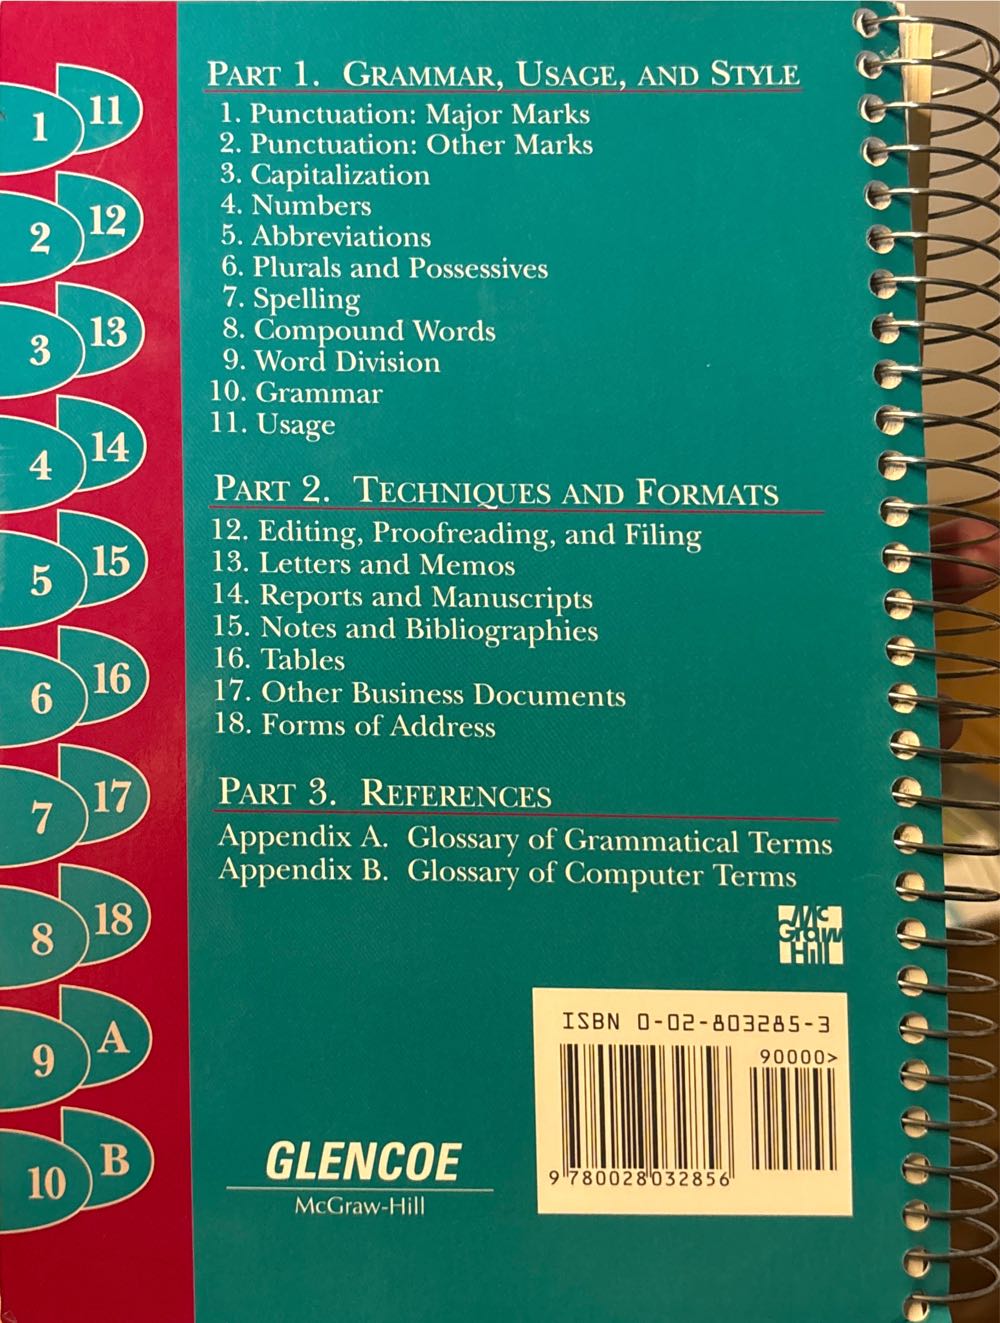 PART 1. GRAMMAR, USAGE, AND STYLE
1. Punctuation: Major Marks
2. Punctuation: Other Marks
3. Capitalization
4. Numbers
5. Abbreviations
6. Plurals and Possessives
7. Spelling
8. Compound Words
9. Word Division
10. Grammar
11. Usage
PART 2. TECHNIQUES AND FORMATS
12. Editing, Proofreading, and Filing
13. Letters and Memos
14. Reports and Manuscripts
15. Notes and Bibliographies
16. Tables
17. Other Business Documents
18. Forms of Address
PART 3. REFERENCES
Appendix A. Glossary of Grammatical Terms
Appendix B. Glossary of Computer Terms
Mc
Graw
Hill
ISBN 0-02-803285-3
90000>
9 780028 032856
GLENCOE
McGraw-Hill
1
11
2
12
3
13
4
14
5
15
6
16
7
17
8
18
9
A
10
B